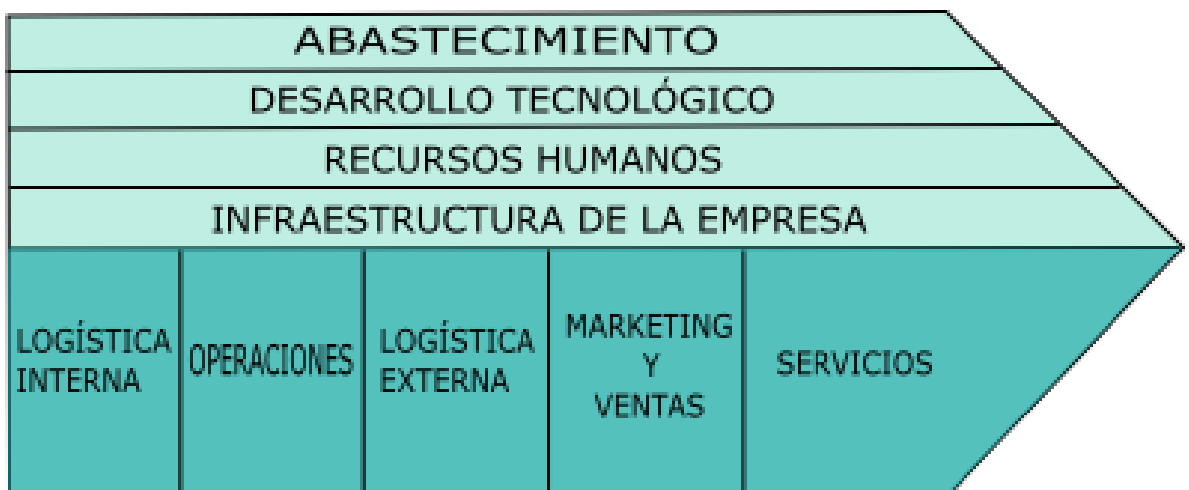 ABASTECIMIENTO
DESARROLLO TECNOLÓGICO
RECURSOS HUMANOS
INFRAESTRUCTURA DE LA EMPRESA
LOGÍSTICA
INTERNA
OPERACIONES
LOGÍSTICA
EXTERNA
MARKETING
Y
VENTAS
SERVICIOS